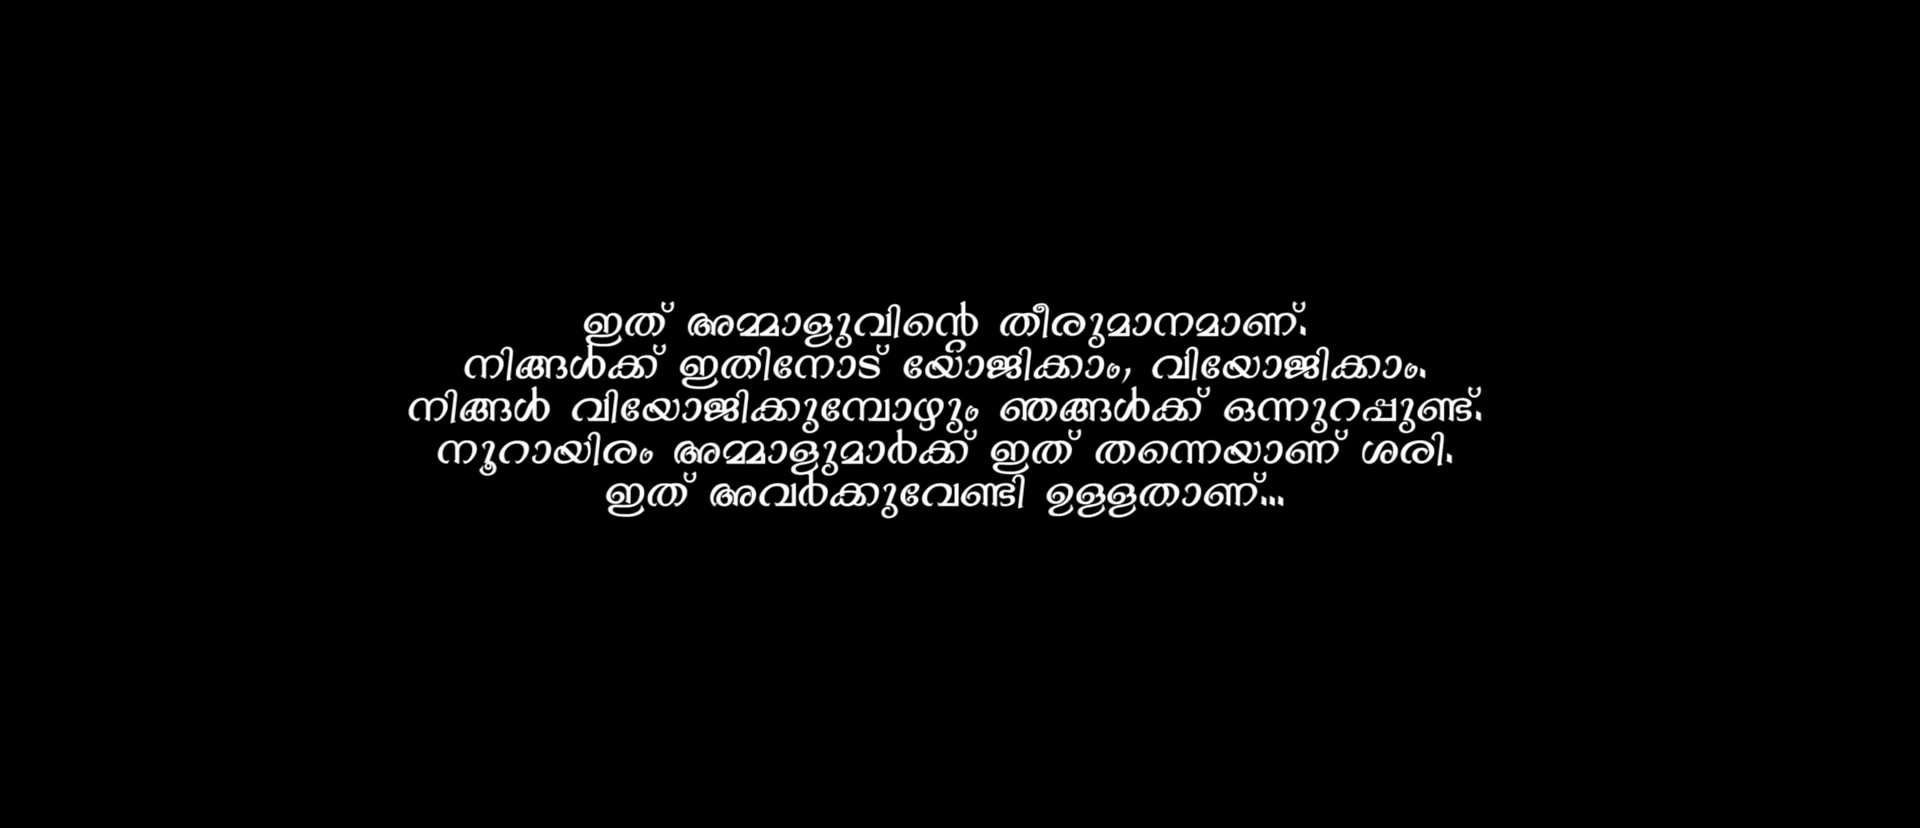 ഇത് അമ്മാളുവിന്റെ തീരുമാനമാണ്.
നിങ്ങൾക്ക് ഇതിനോട് യോജിക്കാം, വിയോജിക്കാം.
നിങ്ങൾ വിയോജിക്കുമ്പോഴും ഞങ്ങൾക്ക് ഒന്നുറപ്പുണ്ട്.
നൂറായിരം അമ്മാളുമാർക്ക് ഇത് തന്നെയാണ് ശരി.
ഇത് അവർക്കുവേണ്ടി ഉള്ളതാണ്...